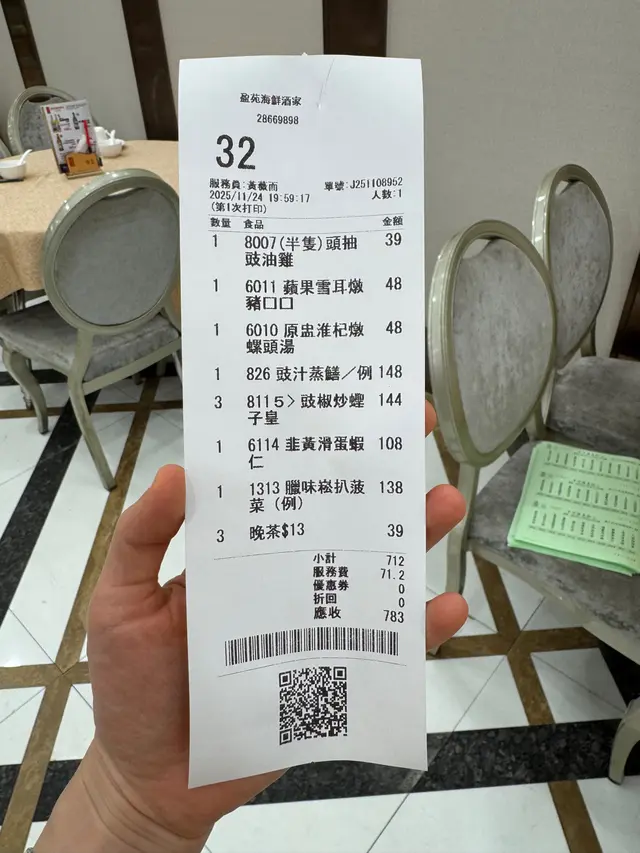 盈苑海鮮酒家
28669898
32
服務員:黃薇而 單號:J251108952
2025/11/24 19:59:17 人數:1
(第1次打印)
數量 食品 金額
1 8007(半隻)頭抽 39
豉油雞
1 6011 蘋果雪耳燉 48
豬口口
1 6010 原盅淮杞燉 48
螺頭湯
1 826 豉汁蒸鱔／例 148
3 8115> 豉椒炒蟶 144
子皇
1 6114 韭黃滑蛋蝦 108
仁
1 1313 臘味崧扒菠 138
菜（例）
3 晚茶$13 39
小計 712
服務費 71.2
優惠券 0
折回 0
應收 783